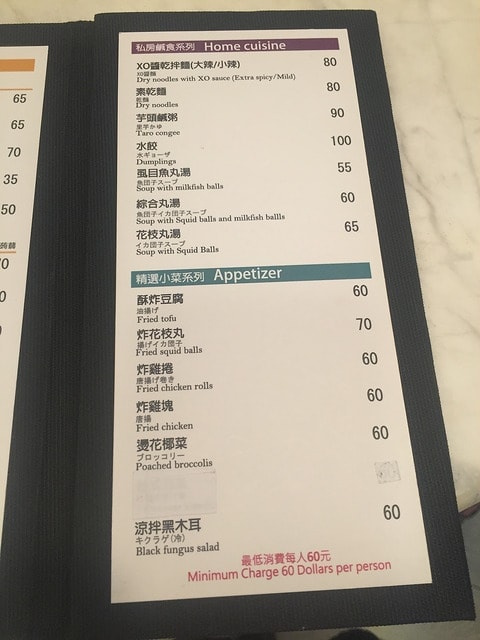 65
65
70
35
50
私房鹹食系列 Home cuisine
XO醬乾拌麵(大辣/小辣) 80
XO醤麺
Dry noodles with XO sauce (Extra spicy/Mild)
素乾麵 80
乾麺
Dry noodles
芋頭鹹粥 90
里芋かゆ
Taro congee
水餃 100
水ギョーザ
Dumplings
虱目魚丸湯 55
魚団子スープ
Soup with milkfish balls
綜合丸湯 60
魚団子イカ団子スープ
Soup with Squid balls and milkfish ballls
花枝丸湯 65
イカ団子スープ
Soup with Squid Balls
精選小菜系列 Appetizer
酥炸豆腐 60
油揚げ
Fried tofu
炸花枝丸 70
揚げイカ団子
Fried squid balls
炸雞捲 60
唐揚げ巻き
Fried chicken rolls
炸雞塊 60
唐揚
Fried chicken
燙花椰菜 60
ブロッコリー
Poached broccolis
涼拌黑木耳 60
キクラゲ(冷)
Black fungus salad
最低消費每人60元
Minimum Charge 60 Dollars per person